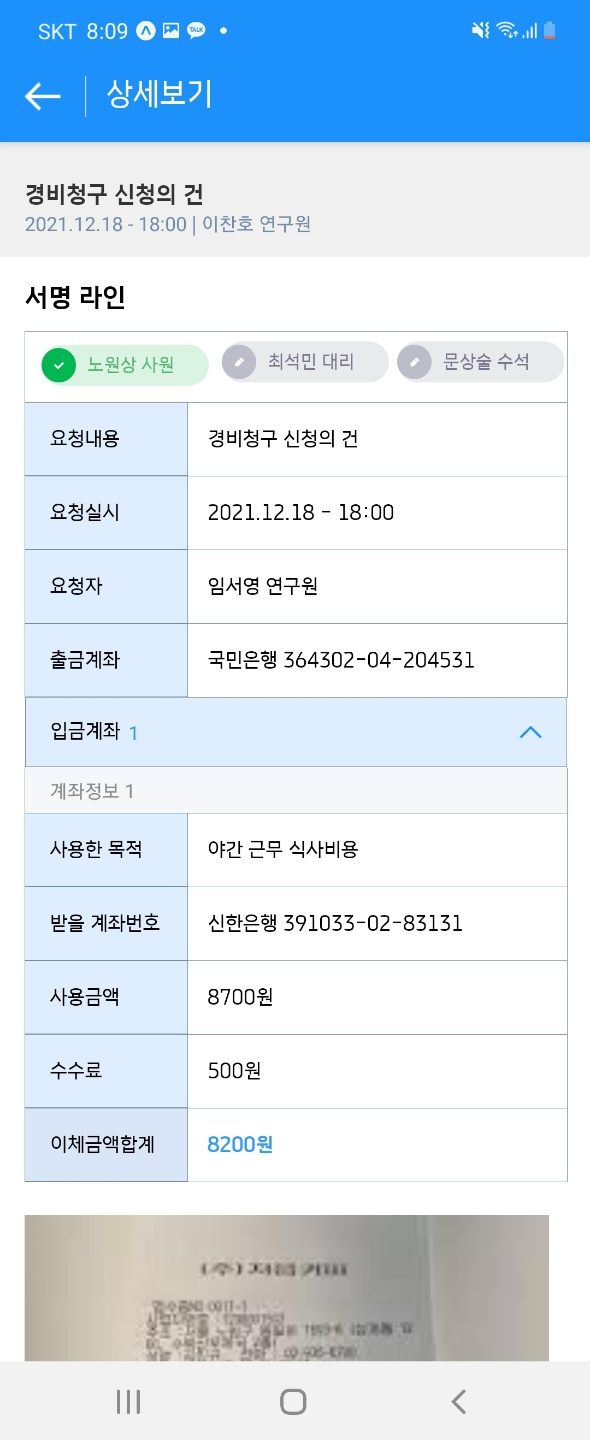 SKT 8:09 TALK
상세보기
경비청구 신청의 건
2021.12.18 - 18:00 | 이찬호 연구원
서명 라인
노원상 사원 최석민 대리 문상술 수석
요청내용 경비청구 신청의 건
요청실시 2021.12.18 - 18:00
요청자 임서영 연구원
출금계좌 국민은행 364302-04-204531
입금계좌 1
계좌정보 1
사용한 목적 야간 근무 식사비용
받을 계좌번호 신한은행 391033-02-83131
사용금액 8700원
수수료 500원
이체금액합계 8200원
(주)